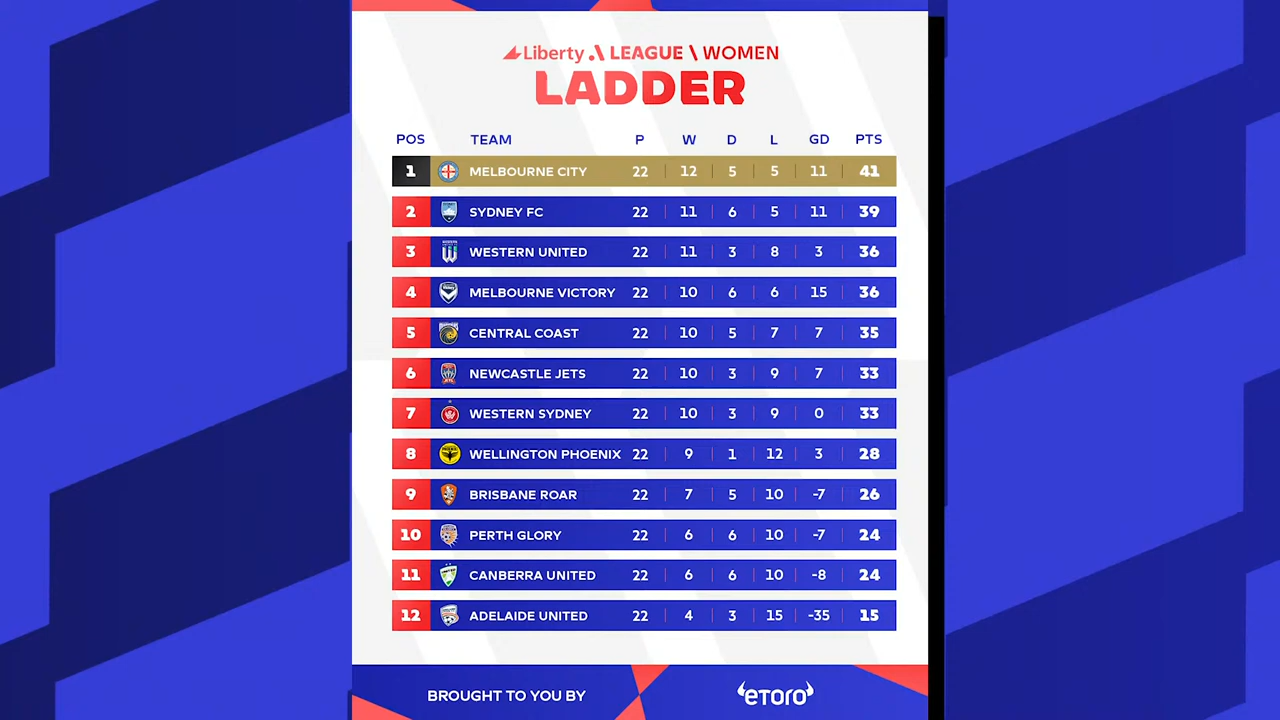 Liberty A LEAGUE \ WOMEN
LADDER
POS TEAM P W D L GD PTS
1 MELBOURNE CITY 22 12 5 5 11 41
2 SYDNEY FC 22 11 6 5 11 39
3 WESTERN UNITED 22 11 3 8 3 36
4 MELBOURNE VICTORY 22 10 6 6 15 36
5 CENTRAL COAST 22 10 5 7 7 35
6 NEWCASTLE JETS 22 10 3 9 7 33
7 WESTERN SYDNEY 22 10 3 9 0 33
8 WELLINGTON PHOENIX 22 9 1 12 3 28
9 BRISBANE ROAR 22 7 5 10 -7 26
10 PERTH GLORY 22 6 6 10 -7 24
11 CANBERRA UNITED 22 6 6 10 -8 24
12 ADELAIDE UNITED 22 4 3 15 -35 15
BROUGHT TO YOU BY eToro